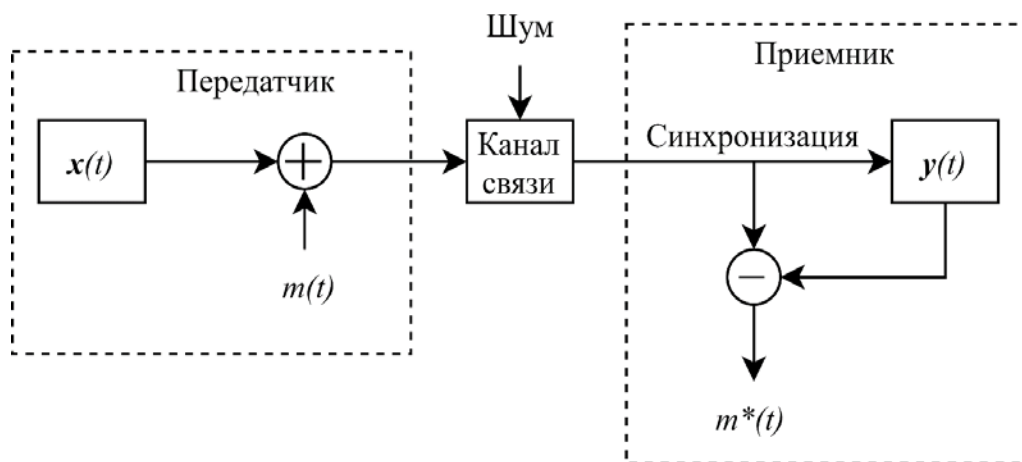 Шум
Передатчик
Приемник
x(t)
Канал
связи
Синхронизация
y(t)
m(t)
m*(t)